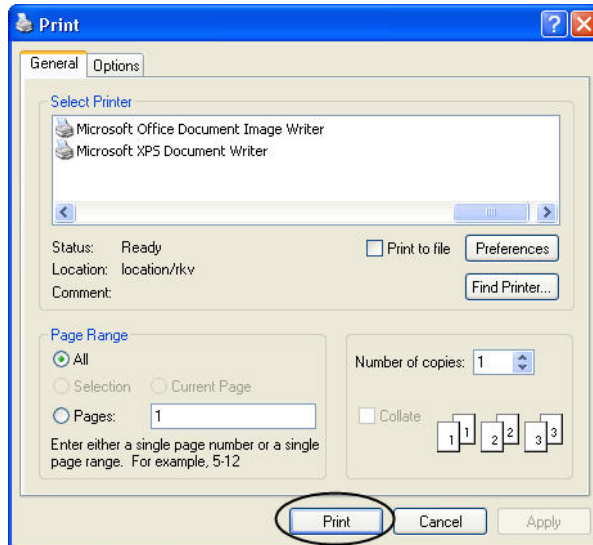 Print
General Options
Select Printer
Microsoft Office Document Image Writer
Microsoft XPS Document Writer
Status: Ready
Print to file
Preferences
Location: location/rkv
Comment:
Find Printer...
Page Range
All
Selection
Current Page
Pages: 1
Enter either a single page number or a single
page range. For example, 5-12
Number of copies: 1
Collate
1 1 2 2 3 3
Print
Cancel
Apply